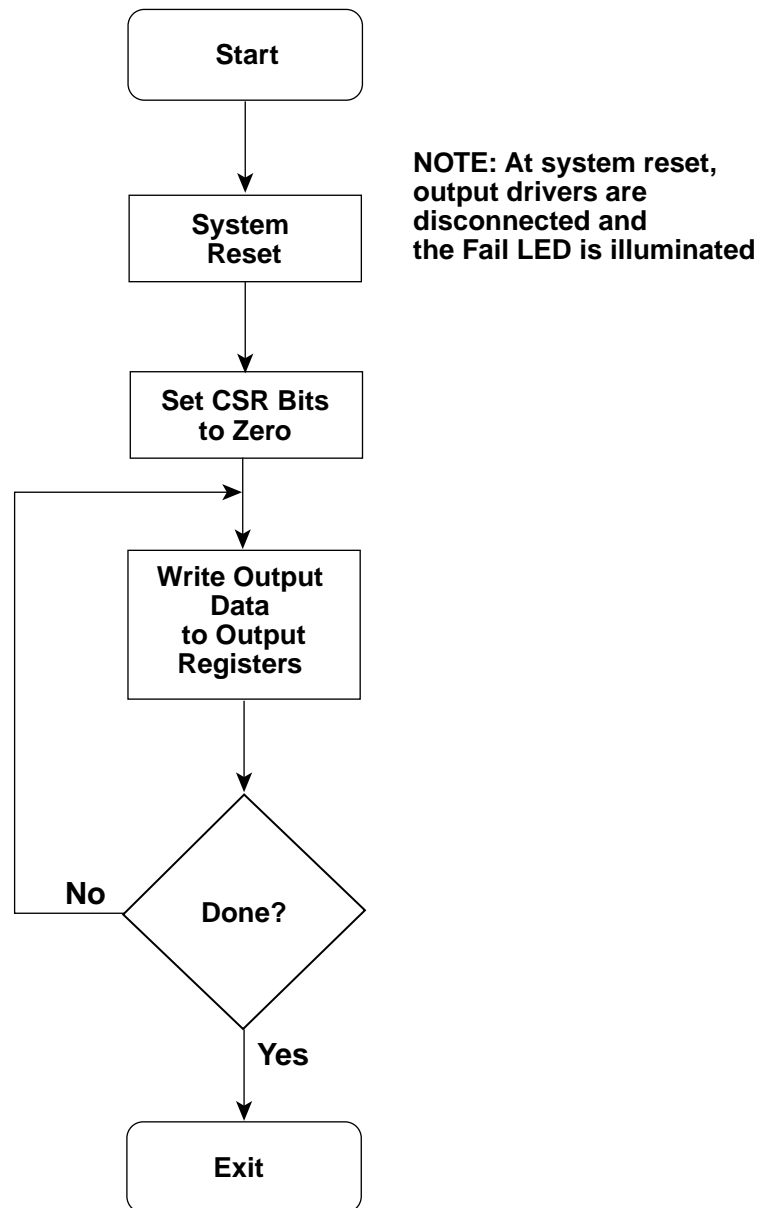 Start
NOTE: At system reset,
output drivers are
disconnected and
the Fail LED is illuminated
System
Reset
Set CSR Bits
to Zero
Write Output
Data
to Output
Registers
No
Done?
Yes
Exit